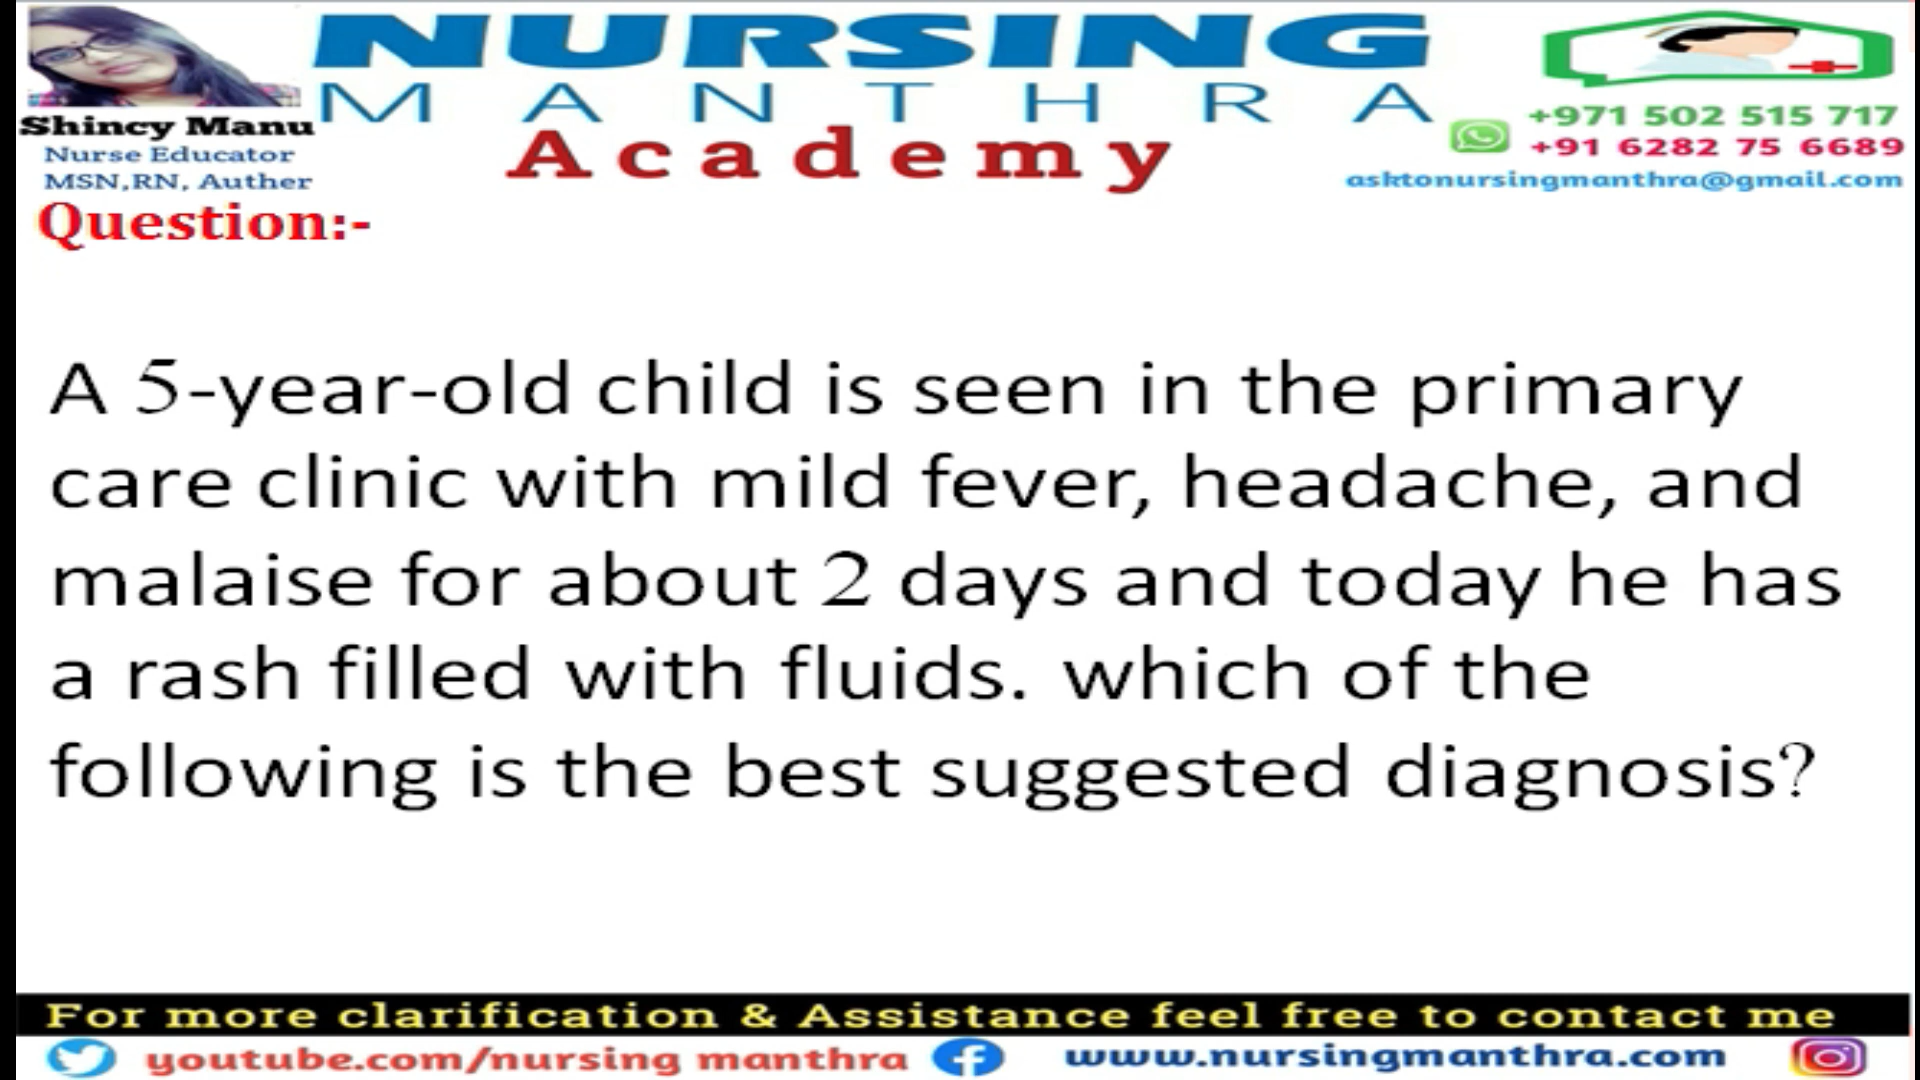 NURSING
MANTHRA
Academy
Shincy Manu
Nurse Educator
MSN,RN, Auther
+971 502 515 717
+91 6282 75 6689
asktonursingmanthra@gmail.com
Question:-
A 5-year-old child is seen in the primary
care clinic with mild fever, headache, and
malaise for about 2 days and today he has
a rash filled with fluids. which of the
following is the best suggested diagnosis?
For more clarification & Assistance feel free to contact me
youtube.com/nursing manthra
www.nursingmanthra.com